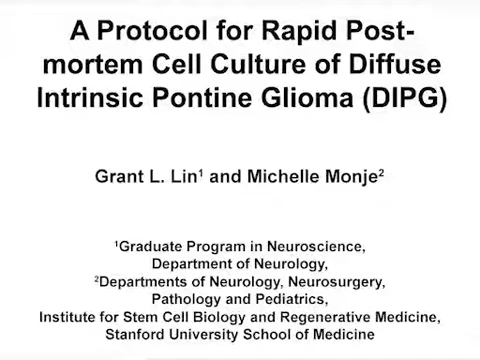 A Protocol for Rapid Post-
mortem Cell Culture of Diffuse
Intrinsic Pontine Glioma (DIPG)
Grant L. Lin¹ and Michelle Monje²
¹Graduate Program in Neuroscience,
Department of Neurology,
²Departments of Neurology, Neurosurgery,
Pathology and Pediatrics,
Institute for Stem Cell Biology and Regenerative Medicine,
Stanford University School of Medicine